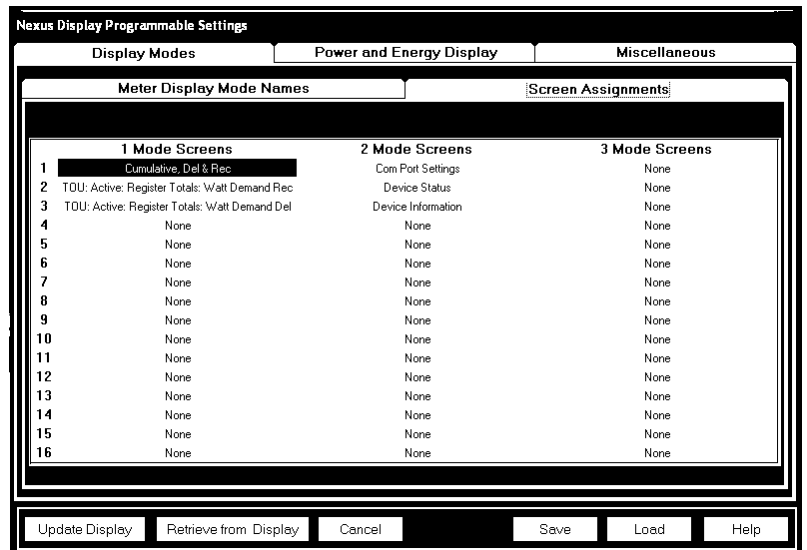 Nexus Display Programmable Settings
Display Modes Power and Energy Display Miscellaneous
Meter Display Mode Names Screen Assignments
1 Mode Screens 2 Mode Screens 3 Mode Screens
1 Cumulative, Del & Rec Com Port Settings None
2 TOU: Active: Register Totals: Watt Demand Rec Device Status None
3 TOU: Active: Register Totals: Watt Demand Del Device Information None
4 None None None
5 None None None
6 None None None
7 None None None
8 None None None
9 None None None
10 None None None
11 None None None
12 None None None
13 None None None
14 None None None
15 None None None
16 None None None
Update Display Retrieve from Display Cancel Save Load Help